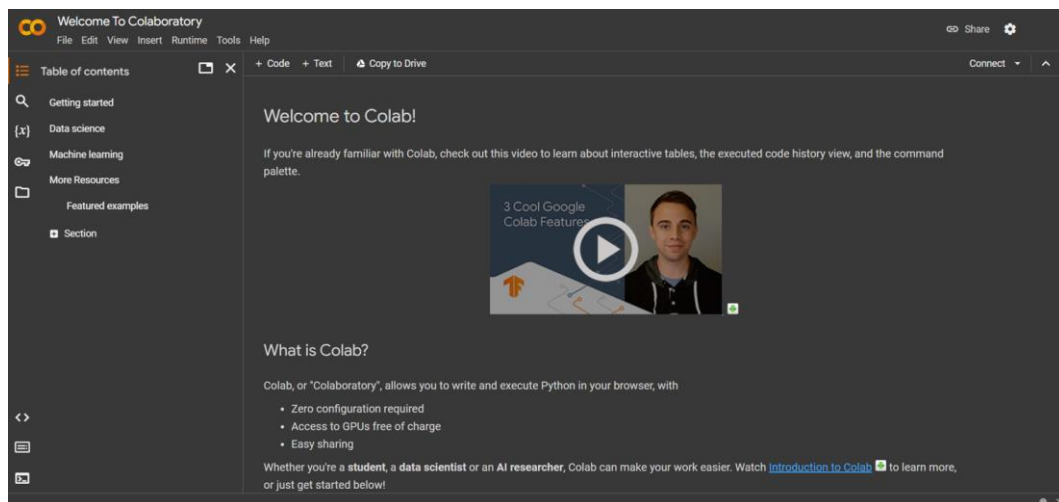 Welcome To Colaboratory
File Edit View Insert Runtime Tools Help
Share
Table of contents
+ Code + Text Copy to Drive
Connect
Getting started
{x}
Data science
Machine learning
More Resources
Featured examples
Section
Welcome to Colab!
If you're already familiar with Colab, check out this video to learn about interactive tables, the executed code history view, and the command
palette.
3 Cool Google
Colab Features
What is Colab?
Colab, or "Colaboratory", allows you to write and execute Python in your browser, with
• Zero configuration required
• Access to GPUs free of charge
• Easy sharing
Whether you're a student, a data scientist or an AI researcher, Colab can make your work easier. Watch Introduction to Colab to learn more,
or just get started below!